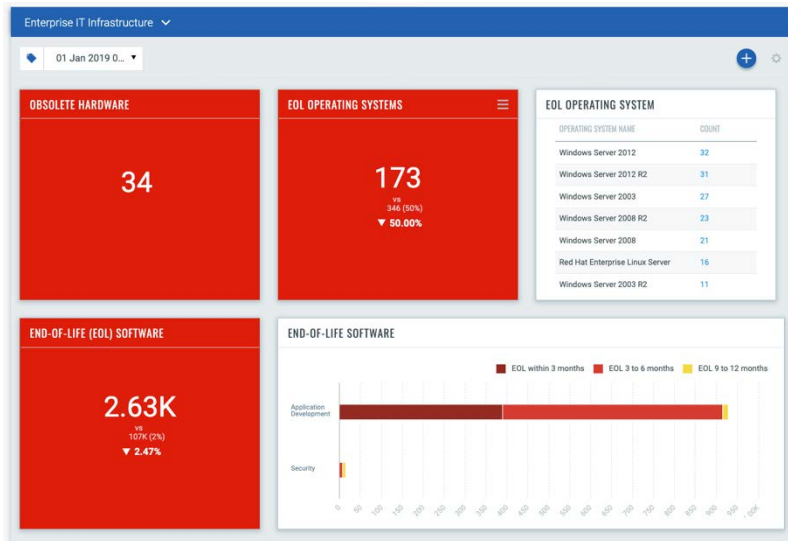 Enterprise IT Infrastructure
01 Jan 2019 0... ▼
OBSOLETE HARDWARE
34
EOL OPERATING SYSTEMS
173
vs
346 (50%)
▼ 50.00%
EOL OPERATING SYSTEM
OPERATING SYSTEM NAME COUNT
Windows Server 2012 32
Windows Server 2012 R2 31
Windows Server 2003 27
Windows Server 2008 R2 23
Windows Server 2008 21
Red Hat Enterprise Linux Server 16
Windows Server 2003 R2 11
END-OF-LIFE (EOL) SOFTWARE
2.63K
vs
107K (2%)
▼ 2.47%
END-OF-LIFE SOFTWARE
EOL within 3 months EOL 3 to 6 months EOL 9 to 12 months
Application
Development
Security
0 50 100 150 200 250 300 350 400 450 500 550 600 650 700 750 800 850 900 950 1.00K